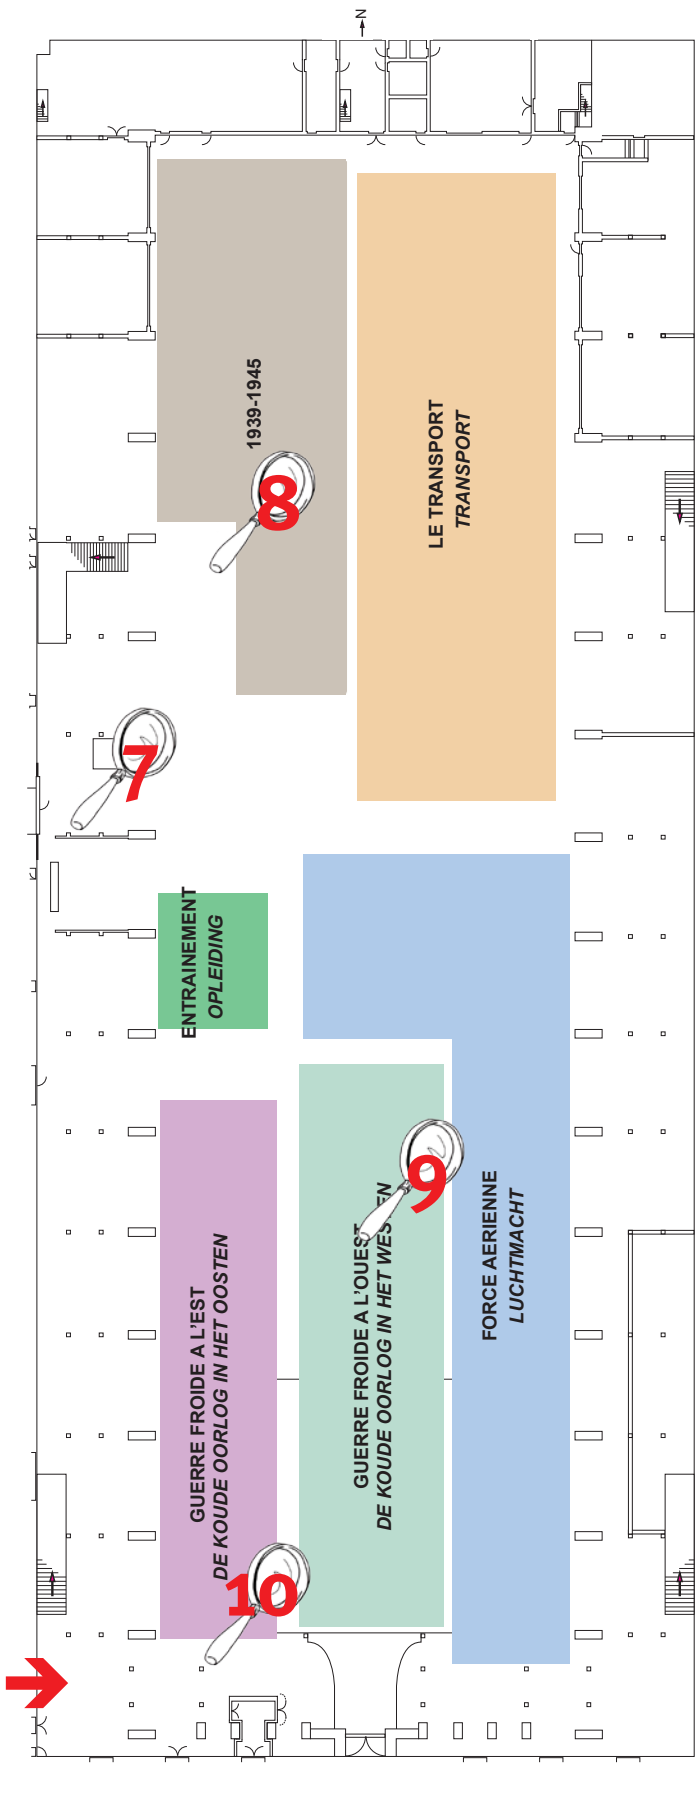 N
1939-1945
LE TRANSPORT
TRANSPORT
8
7
ENTRAINEMENT
OPLEIDING
9
GUERRE FROIDE A L'EST
DE KOUDE OORLOG IN HET OOSTEN
GUERRE FROIDE A L'OUEST
DE KOUDE OORLOG IN HET WESTEN
FORCE AERIENNE
LUCHTMACHT
10